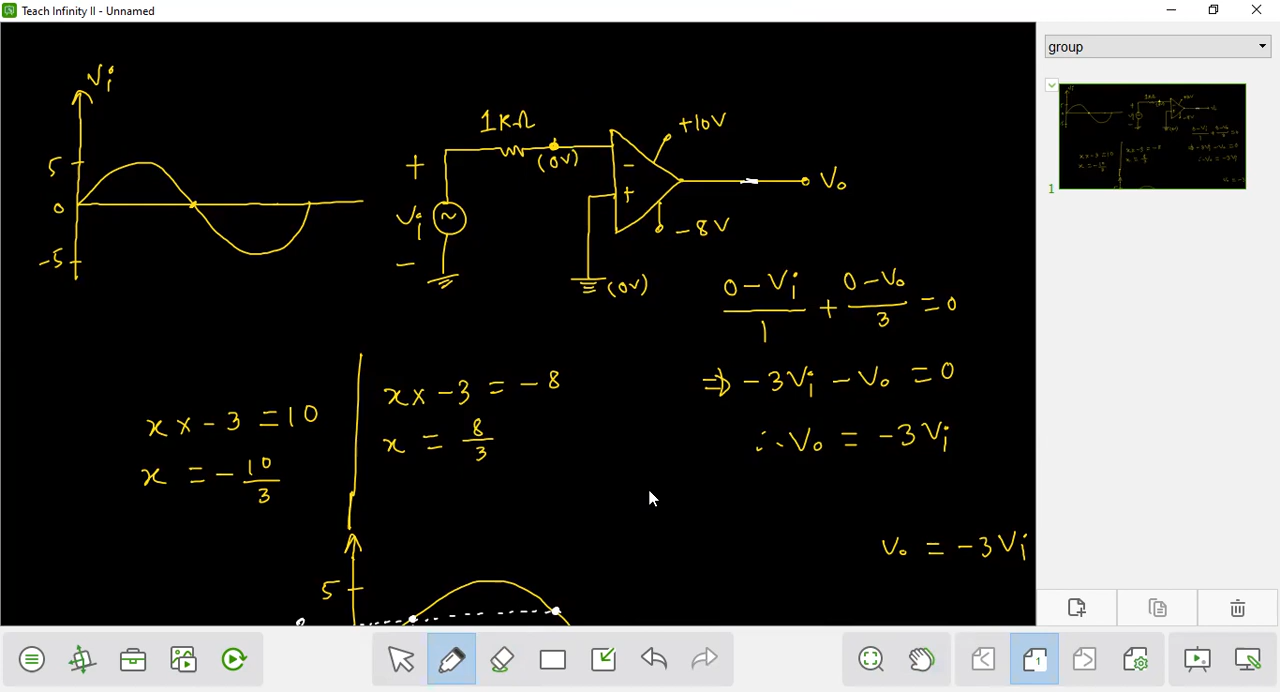 Teach Infinity II - Unnamed
group
Vi
5
0
-5
1KΩ
(0V)
+10V
-
+
+
Vi
~
-
Vo
-8V
(0V)
(0-Vi)/1 + (0-Vo)/3 = 0
⇒ -3Vi - Vo = 0
∴ Vo = -3Vi
x x -3 = 10
x = -10/3
x x -3 = -8
x = 8/3
Vo = -3Vi
5
1
1